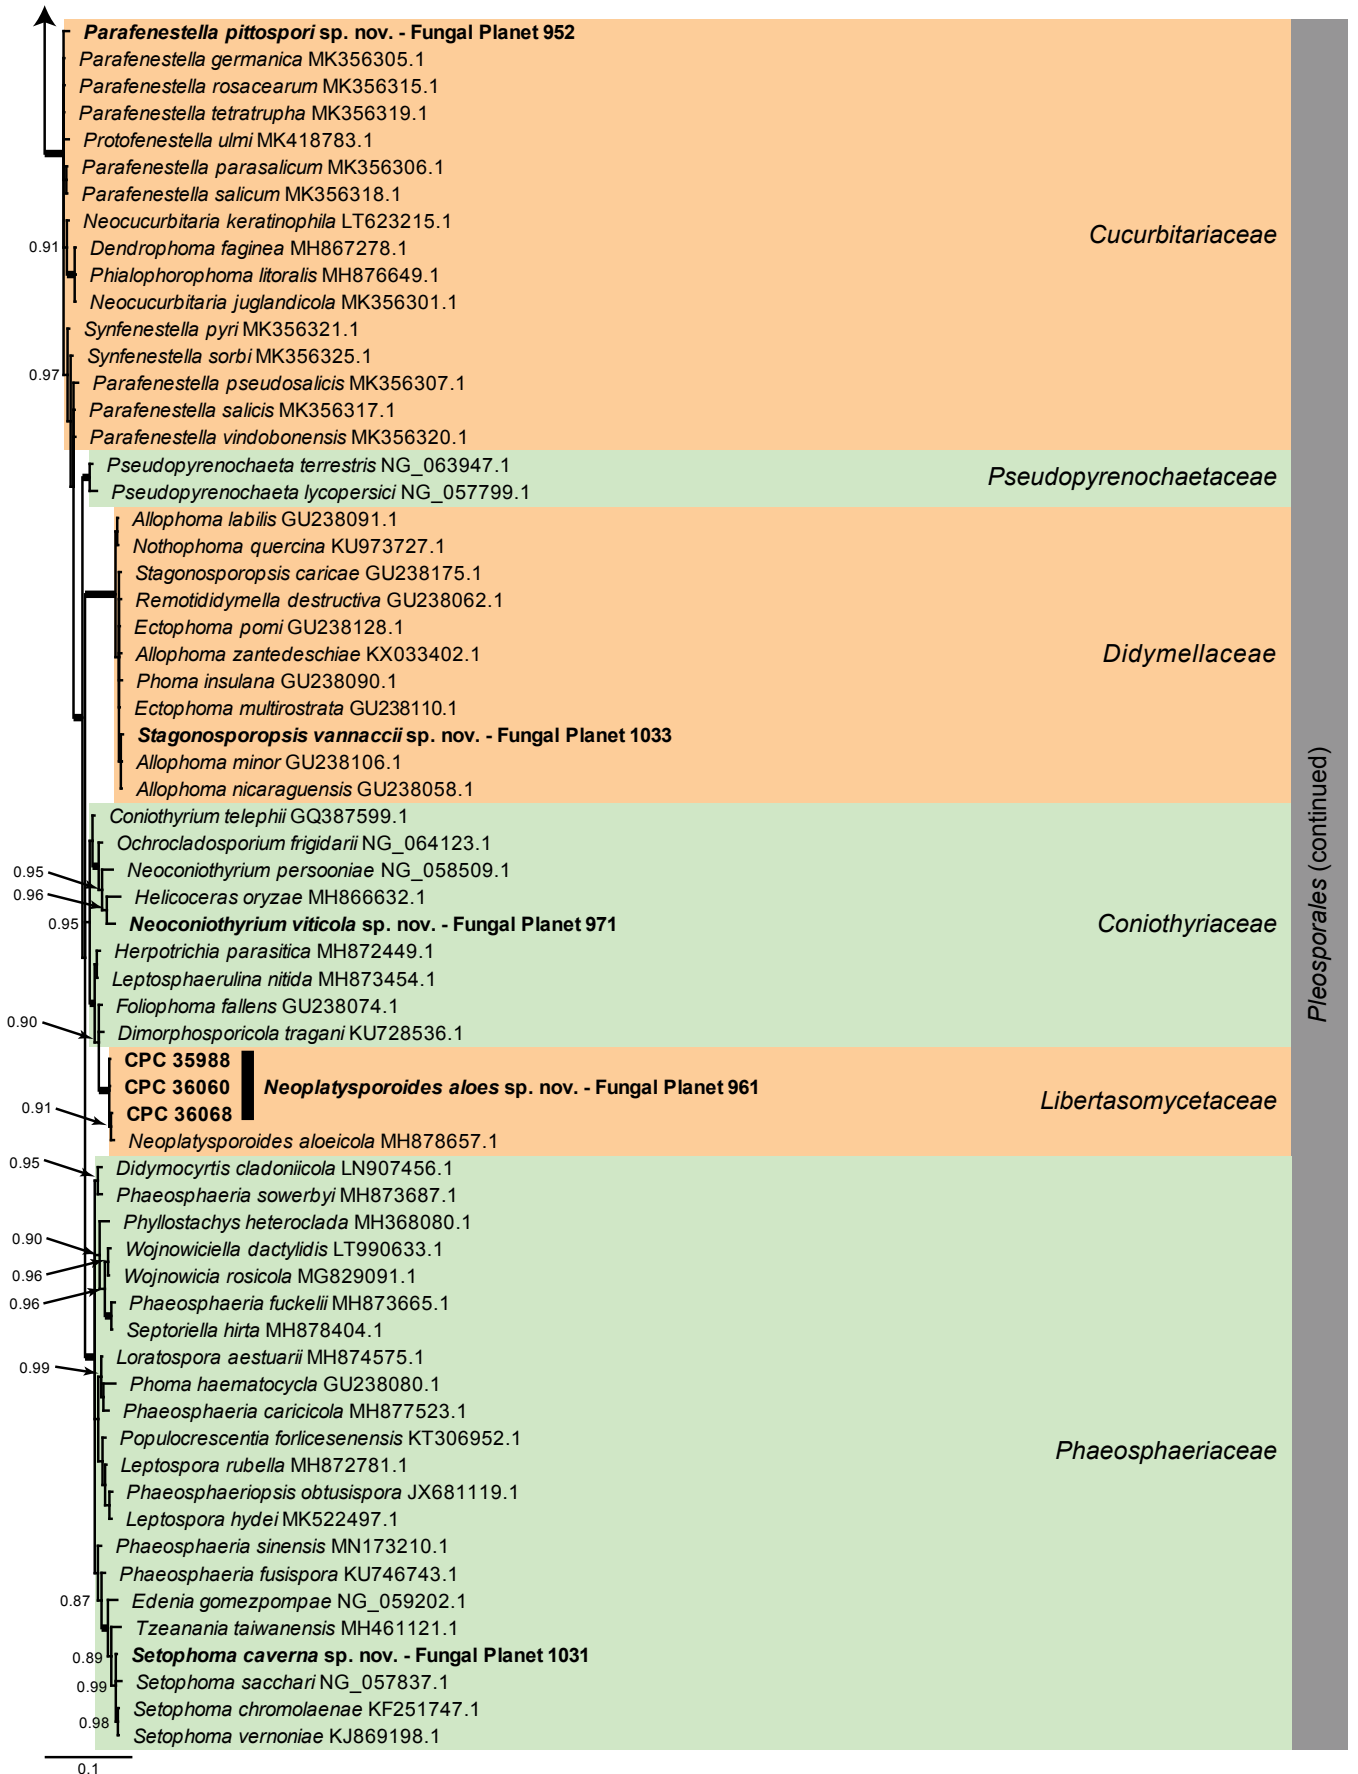 Parafenestella pittospori sp. nov. - Fungal Planet 952
Parafenestella germanica MK356305.1
Parafenestella rosacearum MK356315.1
Parafenestella tetratrupha MK356319.1
Protofenestella ulmi MK418783.1
Parafenestella parasalicum MK356306.1
Parafenestella salicum MK356318.1
Neocucurbitaria keratinophila LT623215.1
Cucurbitariaceae
0.91
Dendrophoma faginea MH867278.1
Phialophorophoma litoralis MH876649.1
Neocucurbitaria juglandicola MK356301.1
Synfenestella pyri MK356321.1
Synfenestella sorbi MK356325.1
0.97
Parafenestella pseudosalicis MK356307.1
Parafenestella salicis MK356317.1
Parafenestella vindobonensis MK356320.1
Pseudopyrenochaeta terrestris NG_063947.1
Pseudopyrenochaetaceae
Pseudopyrenochaeta lycopersici NG_057799.1
Allophoma labilis GU238091.1
Nothophoma quercina KU973727.1
Stagonosporopsis caricae GU238175.1
Remotididymella destructiva GU238062.1
Ectophoma pomi GU238128.1
Allophoma zantedeschiae KX033402.1
Didymellaceae
Phoma insulana GU238090.1
Ectophoma multirostrata GU238110.1
Stagonosporopsis vannaccii sp. nov. - Fungal Planet 1033
Allophoma minor GU238106.1
Allophoma nicaraguensis GU238058.1
Coniothyrium telephii GQ387599.1
Ochrocladosporium frigidarii NG_064123.1
0.95
Neoconiothyrium persooniae NG_058509.1
0.96
Helicoceras oryzae MH866632.1
0.95
Neoconiothyrium viticola sp. nov. - Fungal Planet 971
Coniothyriaceae
Pleosporales (continued)
Herpotrichia parasitica MH872449.1
Leptosphaerulina nitida MH873454.1
Foliophoma fallens GU238074.1
0.90
Dimorphosporicola tragani KU728536.1
CPC 35988
CPC 36060
Neoplatysporoides aloes sp. nov. - Fungal Planet 961
Libertasomycetaceae
0.91
CPC 36068
Neoplatysporoides aloeicola MH878657.1
0.95
Didymocyrtis cladoniicola LN907456.1
Phaeosphaeria sowerbyi MH873687.1
Phyllostachys heteroclada MH368080.1
0.90
Wojnowiciella dactylidis LT990633.1
0.96
Wojnowicia rosicola MG829091.1
0.96
Phaeosphaeria fuckelii MH873665.1
Septoriella hirta MH878404.1
Loratospora aestuarii MH874575.1
0.99
Phoma haematocycla GU238080.1
Phaeosphaeria caricicola MH877523.1
Populocrescentia forlicesenensis KT306952.1
Phaeosphaeriaceae
Leptospora rubella MH872781.1
Phaeosphaeriopsis obtusispora JX681119.1
Leptospora hydei MK522497.1
Phaeosphaeria sinensis MN173210.1
Phaeosphaeria fusispora KU746743.1
0.87
Edenia gomezpompae NG_059202.1
Tzeanania taiwanensis MH461121.1
0.89
Setophoma caverna sp. nov. - Fungal Planet 1031
0.99
Setophoma sacchari NG_057837.1
Setophoma chromolaenae KF251747.1
0.98
Setophoma vernoniae KJ869198.1
0.1